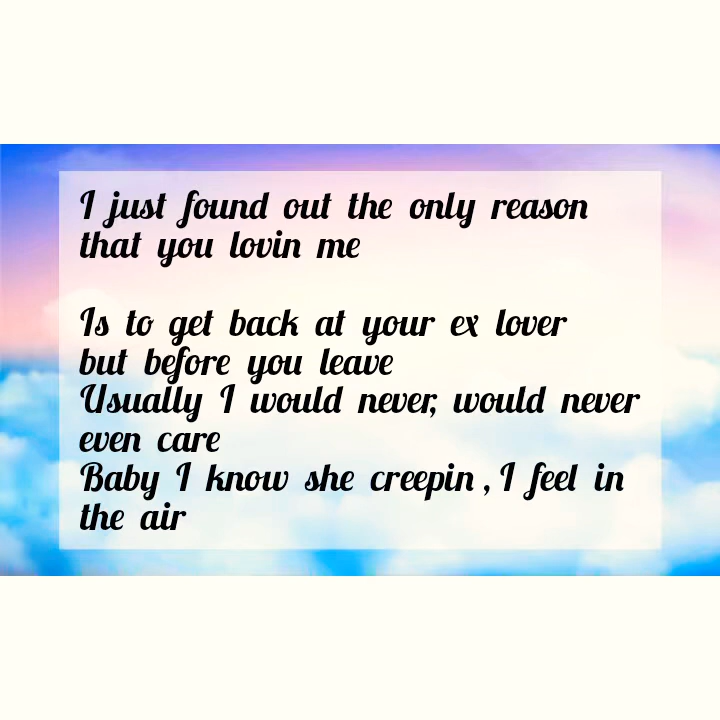 I just found out the only reason
that you lovin me
Is to get back at your ex lover
but before you leave
Usually I would never, would never
even care
Baby I know she creepin , I feel in
the air